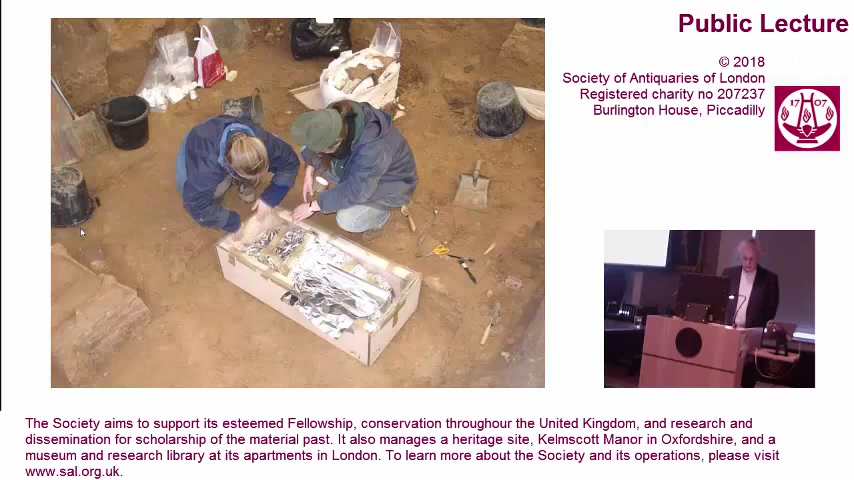 Public Lecture
© 2018
Society of Antiquaries of London
Registered charity no 207237
Burlington House, Piccadilly
17 07
The Society aims to support its esteemed Fellowship, conservation throughour the United Kingdom, and research and
dissemination for scholarship of the material past. It also manages a heritage site, Kelmscott Manor in Oxfordshire, and a
museum and research library at its apartments in London. To learn more about the Society and its operations, please visit
www.sal.org.uk.